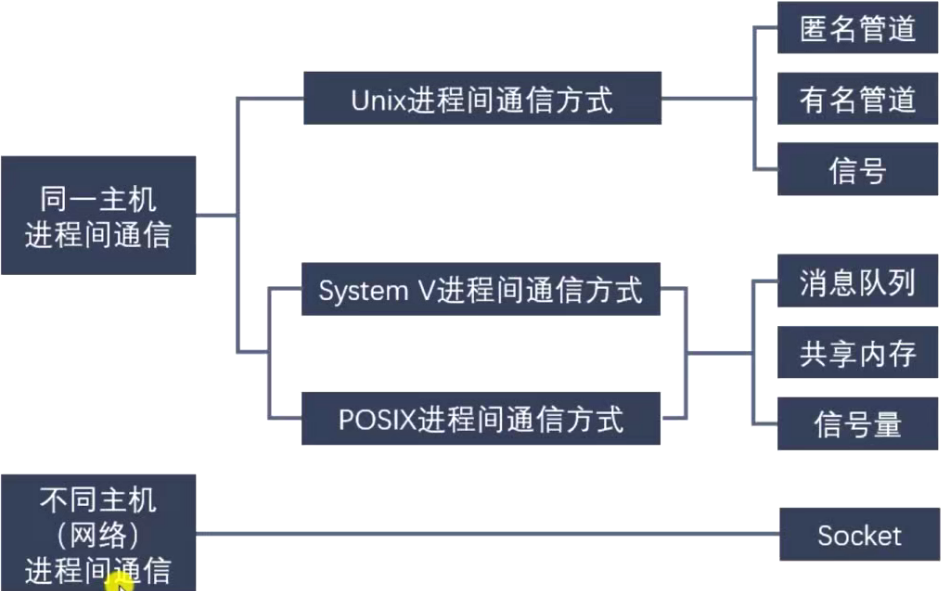 匿名管道
Unix进程间通信方式
有名管道
信号
同一主机
进程间通信
System V进程间通信方式
消息队列
共享内存
POSIX进程间通信方式
信号量
不同主机
（网络）
进程间通信
Socket